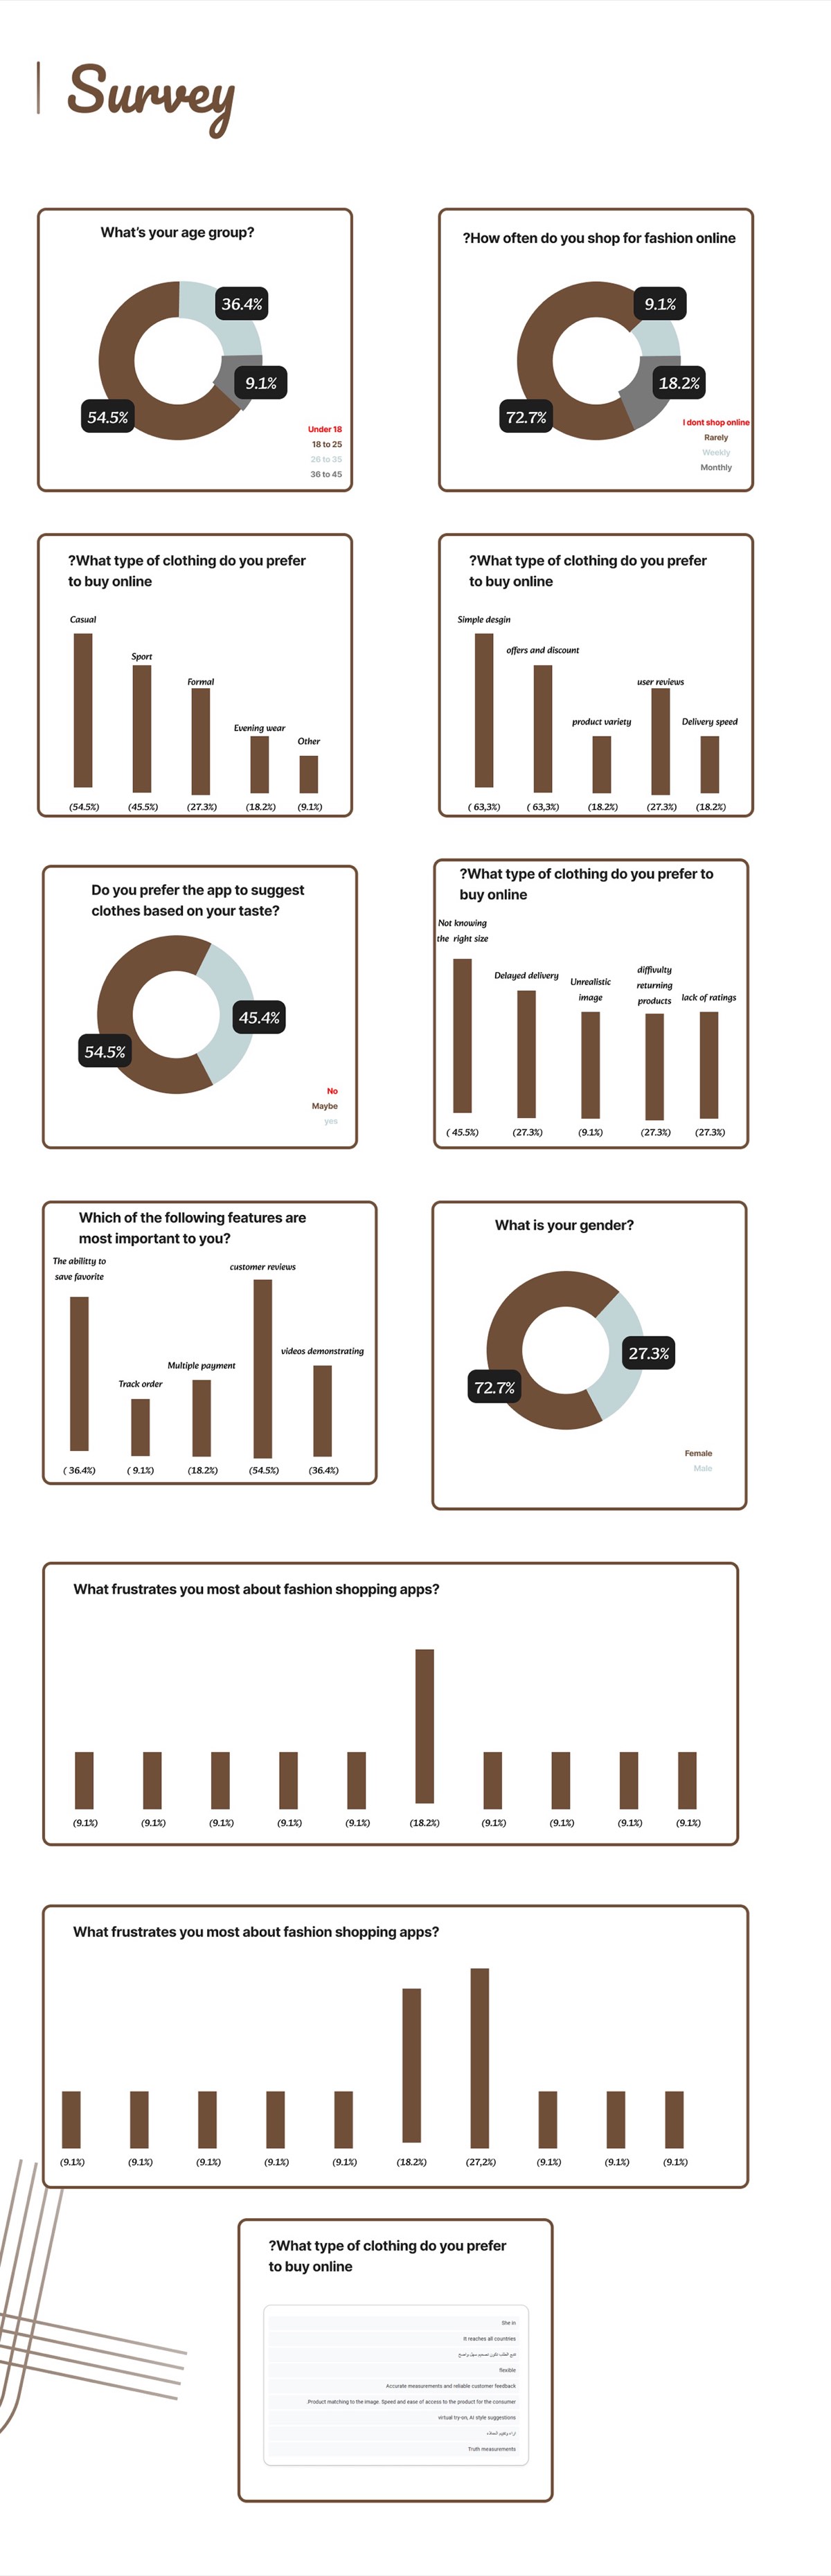 Survey
What's your age group?
36.4%
9.1%
54.5%
Under 18
18 to 25
26 to 35
36 to 45
?How often do you shop for fashion online
9.1%
18.2%
72.7%
I dont shop online
Rarely
Weekly
Monthly
?What type of clothing do you prefer
to buy online
Casual
Sport
Formal
Evening wear
Other
(54.5%) (45.5%) (27.3%) (18.2%) (9.1%)
?What type of clothing do you prefer
to buy online
Simple desgin
offers and discount
user reviews
product variety
Delivery speed
( 63,3%) ( 63,3%) (18.2%) (27.3%) (18.2%)
Do you prefer the app to suggest
clothes based on your taste?
45.4%
54.5%
No
Maybe
yes
?What type of clothing do you prefer to
buy online
Not knowing
the right size
Delayed delivery
Unrealistic
image
diffivulty
returning
products
lack of ratings
( 45.5%) (27.3%) (9.1%) (27.3%) (27.3%)
Which of the following features are
most important to you?
The abilitty to
save favorite
customer reviews
videos demonstrating
Multiple payment
Track order
( 36.4%) ( 9.1%) (18.2%) (54.5%) (36.4%)
What is your gender?
27.3%
72.7%
Female
Male
What frustrates you most about fashion shopping apps?
(9.1%) (9.1%) (9.1%) (9.1%) (9.1%) (18.2%) (9.1%) (9.1%) (9.1%) (9.1%)
What frustrates you most about fashion shopping apps?
(9.1%) (9.1%) (9.1%) (9.1%) (9.1%) (18.2%) (27,2%) (9.1%) (9.1%) (9.1%)
?What type of clothing do you prefer
to buy online
She in
It reaches all countries
flexible
Accurate measurements and reliable customer feedback
Product matching to the image. Speed and ease of access to the product for the consumer
virtual try-on, AI style suggestions
Truth measurements